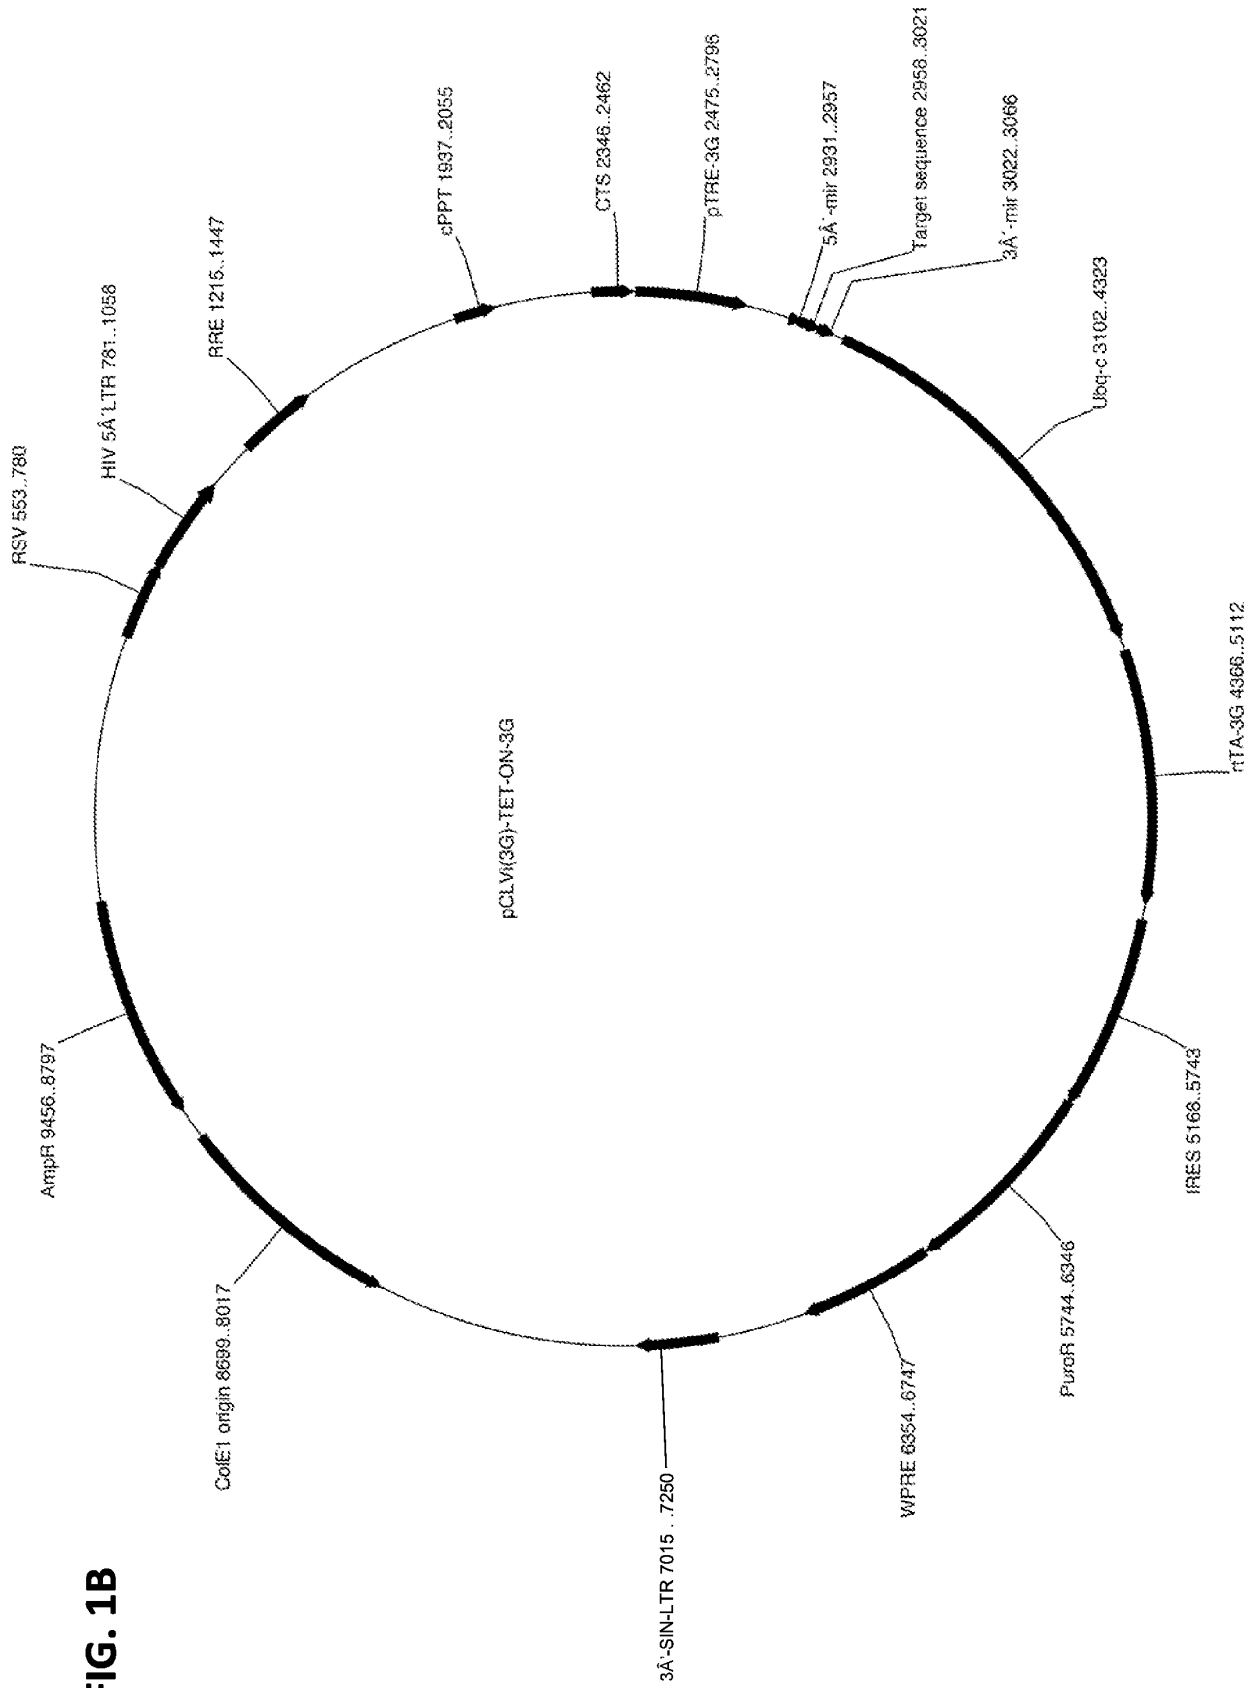 FIG. 1B
pCLVi(3G)-TET-ON-3G
RSV 553..780
HIV 5Â´LTR 781..1058
RRE 1215..1447
cPPT 1937..2055
CTS 2346..2462
pTRE-3G 2475..2796
5Â´-mir 2931..2957
Target sequence 2958..3021
3Â´-mir 3022..3066
Ubq-c 3102..4323
rtTA-3G 4366..5112
IRES 5168..5743
PuroR 5744..6346
WPRE 6354..6747
3Â´-SIN-LTR 7015 ..7250
ColE1 origin 8699..8017
AmpR 9456..8797